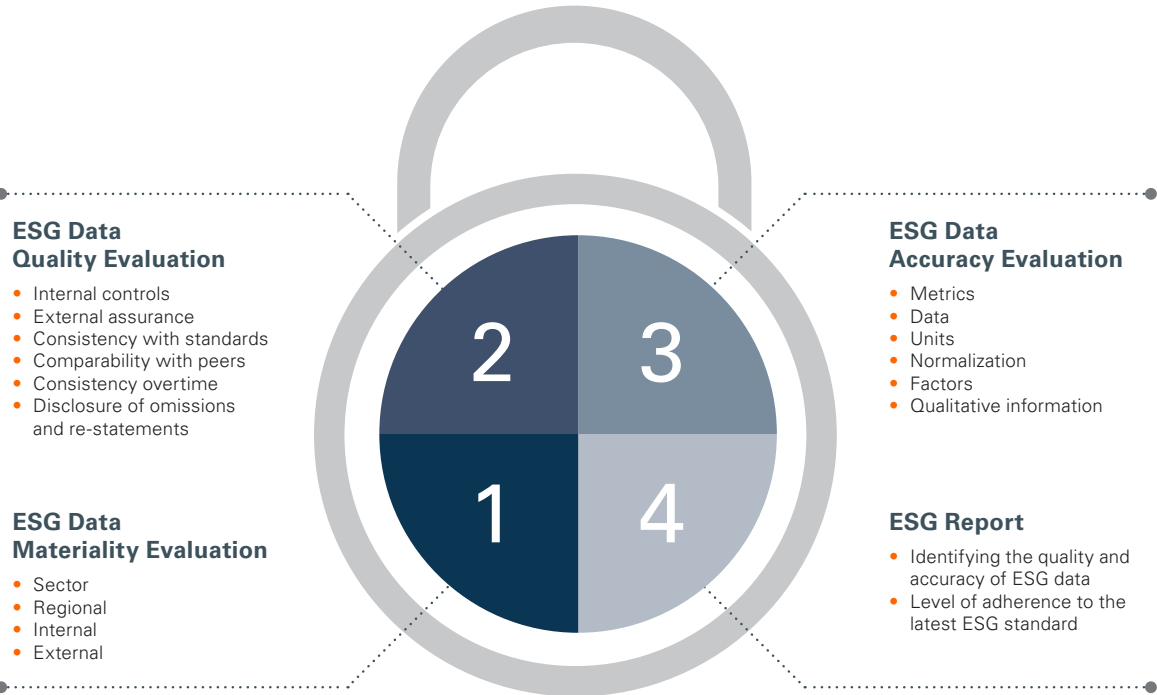 ESG Data
Quality Evaluation
• Internal controls
• External assurance
• Consistency with standards
• Comparability with peers
• Consistency overtime
• Disclosure of omissions
and re-statements
ESG Data
Materiality Evaluation
• Sector
• Regional
• Internal
• External
2
3
1
4
ESG Data
Accuracy Evaluation
• Metrics
• Data
• Units
• Normalization
• Factors
• Qualitative information
ESG Report
• Identifying the quality and
accuracy of ESG data
• Level of adherence to the
latest ESG standard